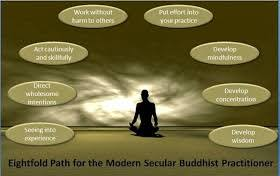 Work without
harm to others
Put effort into
your practice
Act cautiously
and skillfully
Develop
mindfulness
Direct
wholesome
intentions
Develop
concentration
Seeing into
experience
Develop
wisdom
Eightfold Path for the Modern Secular Buddhist Practitioner